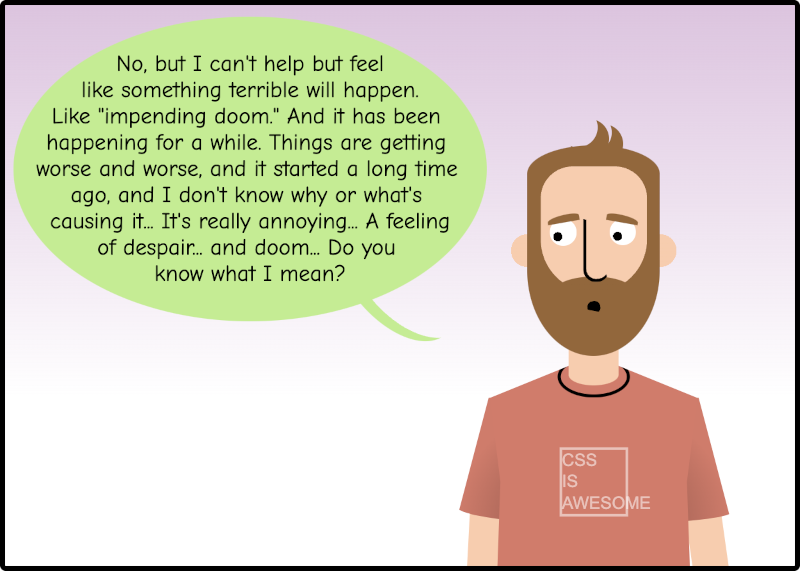 No, but I can't help but feel
like something terrible will happen.
Like "impending doom." And it has been
happening for a while. Things are getting
worse and worse, and it started a long time
ago, and I don't know why or what's
causing it... It's really annoying... A feeling
of despair... and doom... Do you
know what I mean?
CSS
IS
AWESOME